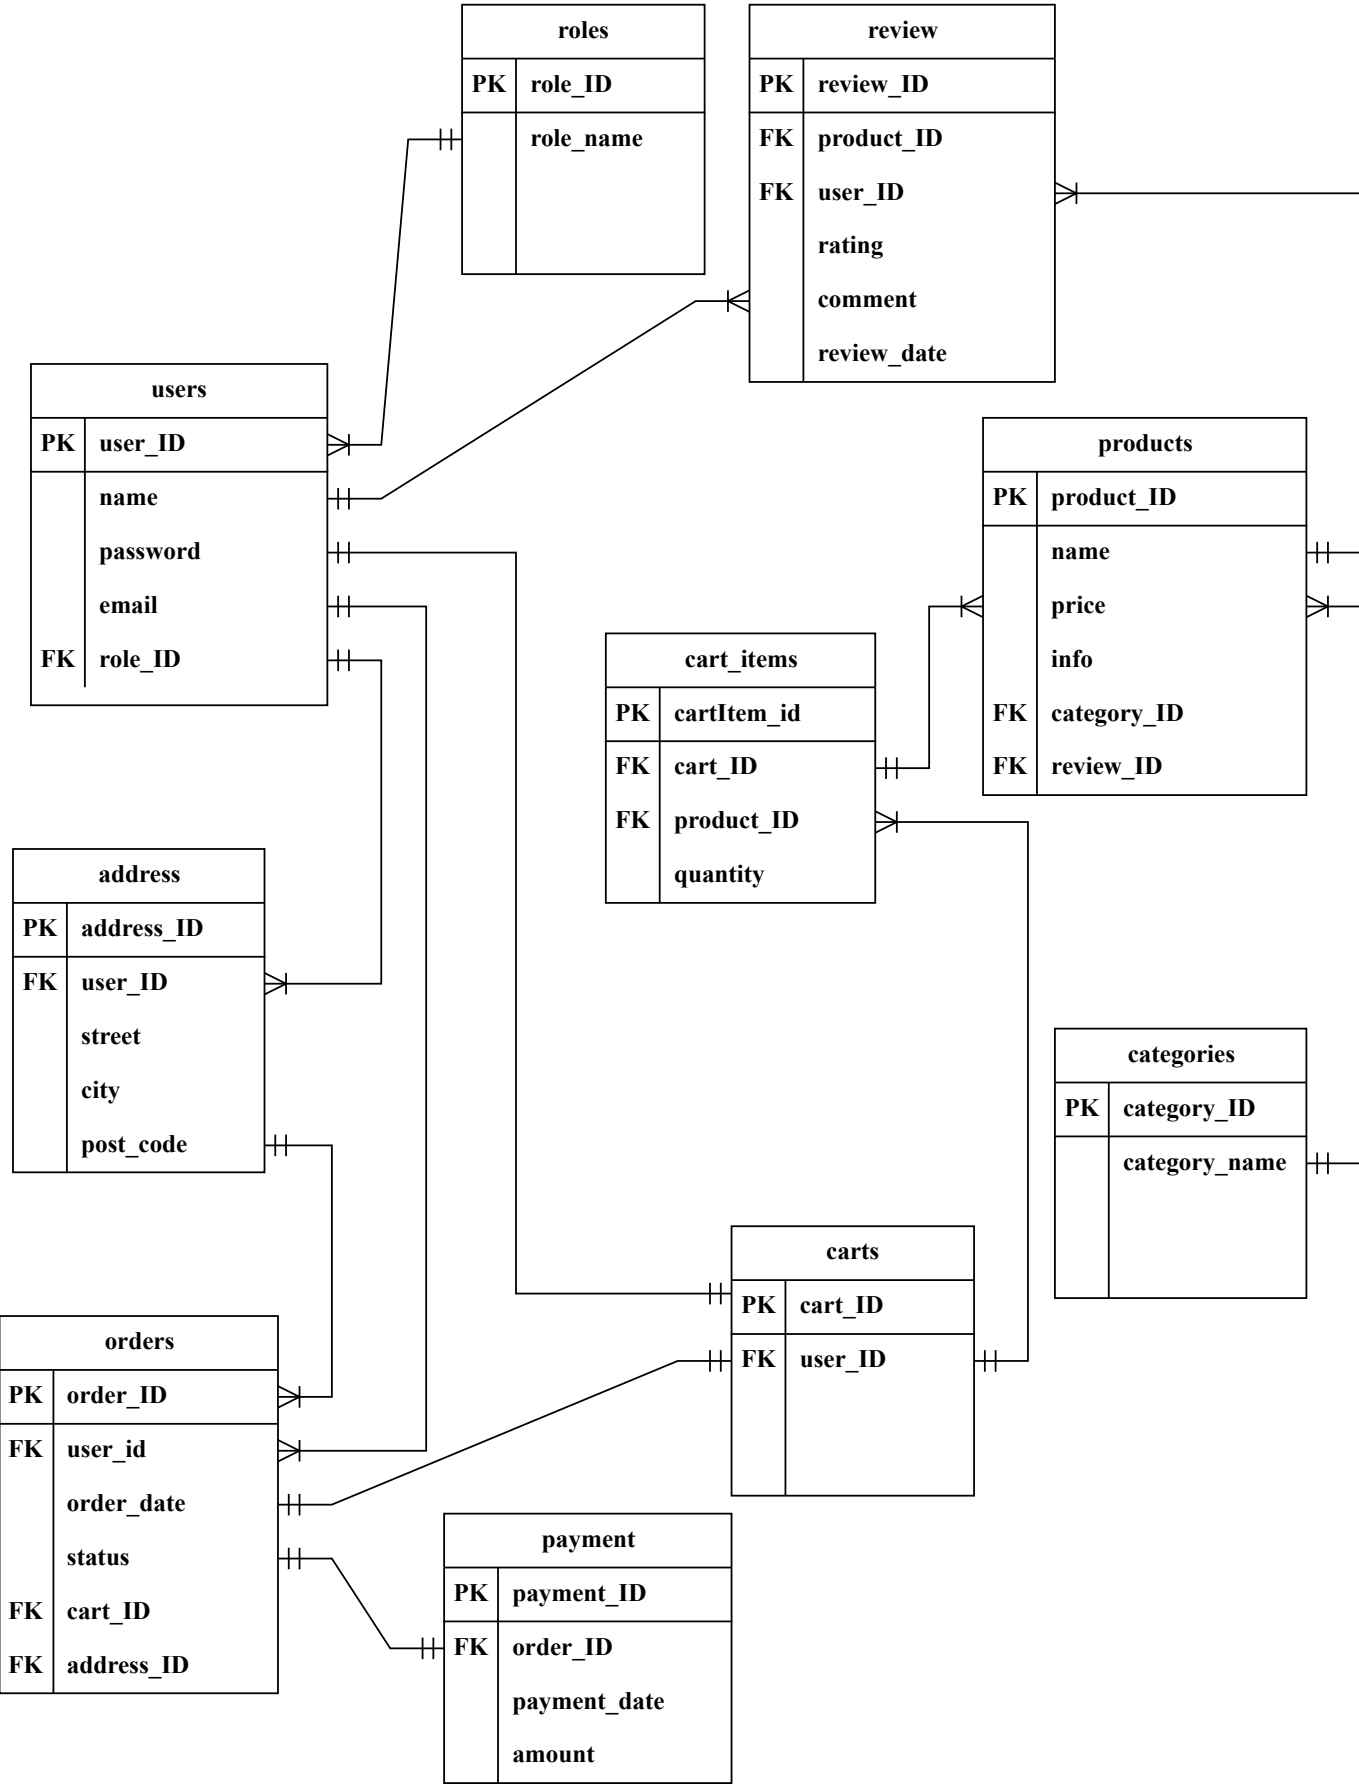 roles
PK role_ID
role_name
review
PK review_ID
FK product_ID
FK user_ID
rating
comment
review_date
users
PK user_ID
name
password
email
FK role_ID
products
PK product_ID
name
price
info
FK category_ID
FK review_ID
cart_items
PK cartItem_id
FK cart_ID
FK product_ID
quantity
address
PK address_ID
FK user_ID
street
city
post_code
categories
PK category_ID
category_name
carts
PK cart_ID
FK user_ID
orders
PK order_ID
FK user_id
order_date
status
FK cart_ID
FK address_ID
payment
PK payment_ID
FK order_ID
payment_date
amount